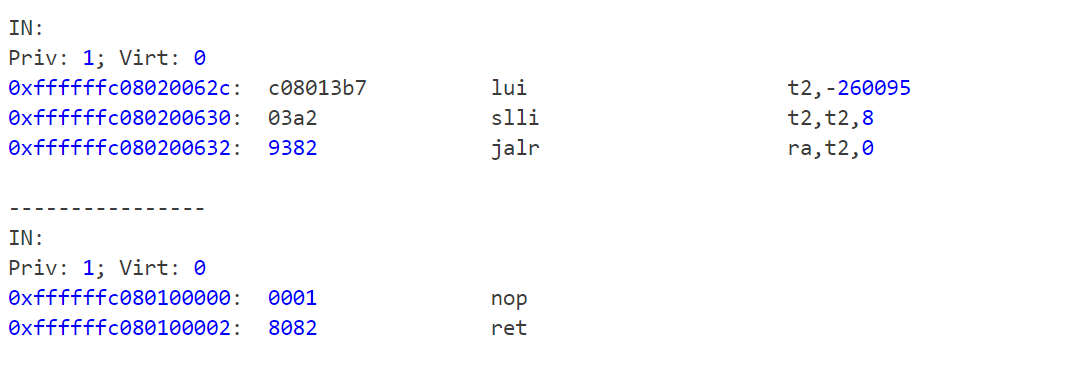 IN:
Priv: 1; Virt: 0
0xffffffc08020062c: c08013b7 lui t2,-260095
0xffffffc080200630: 03a2 slli t2,t2,8
0xffffffc080200632: 9382 jalr ra,t2,0
----------------
IN:
Priv: 1; Virt: 0
0xffffffc080100000: 0001 nop
0xffffffc080100002: 8082 ret